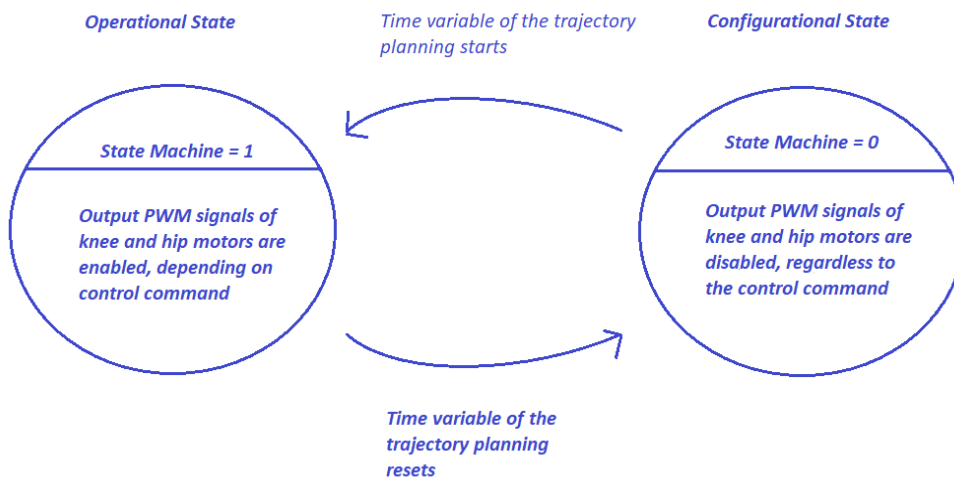 Operational State
Time variable of the trajectory
planning starts
Configurational State
State Machine = 1
Output PWM signals of
knee and hip motors are
enabled, depending on
control command
State Machine = 0
Output PWM signals of
knee and hip motors are
disabled, regardless to
the control command
Time variable of the
trajectory planning
resets